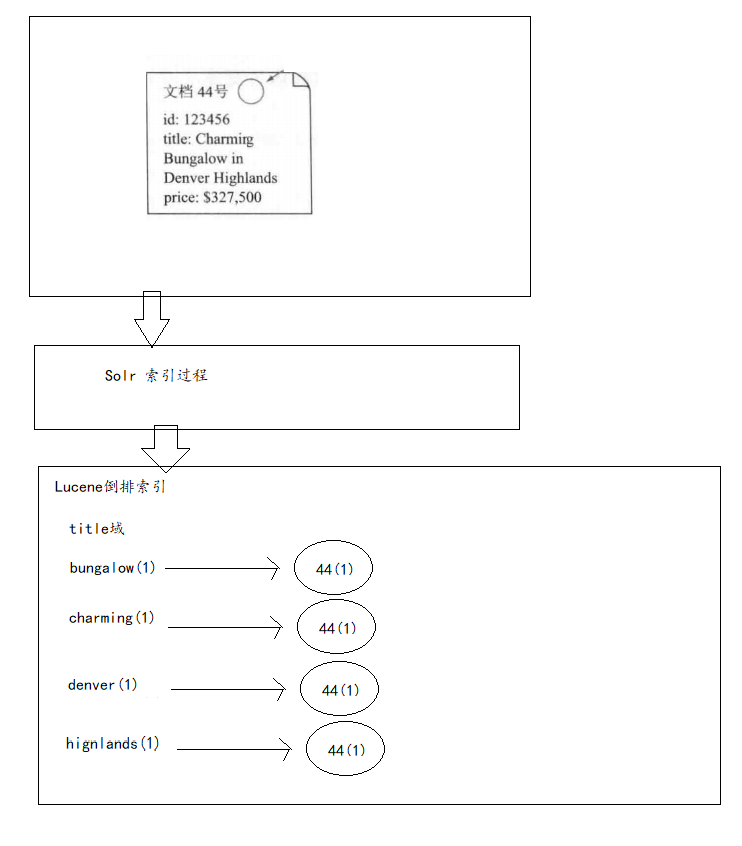 文档 44号
id: 123456
title: Charming
Bungalow in
Denver Highlands
price: $327,500
Solr 索引过程
Lucene倒排索引
title域
bungalow(1)
44(1)
charming(1)
44(1)
denver(1)
44(1)
hignlands(1)
44(1)